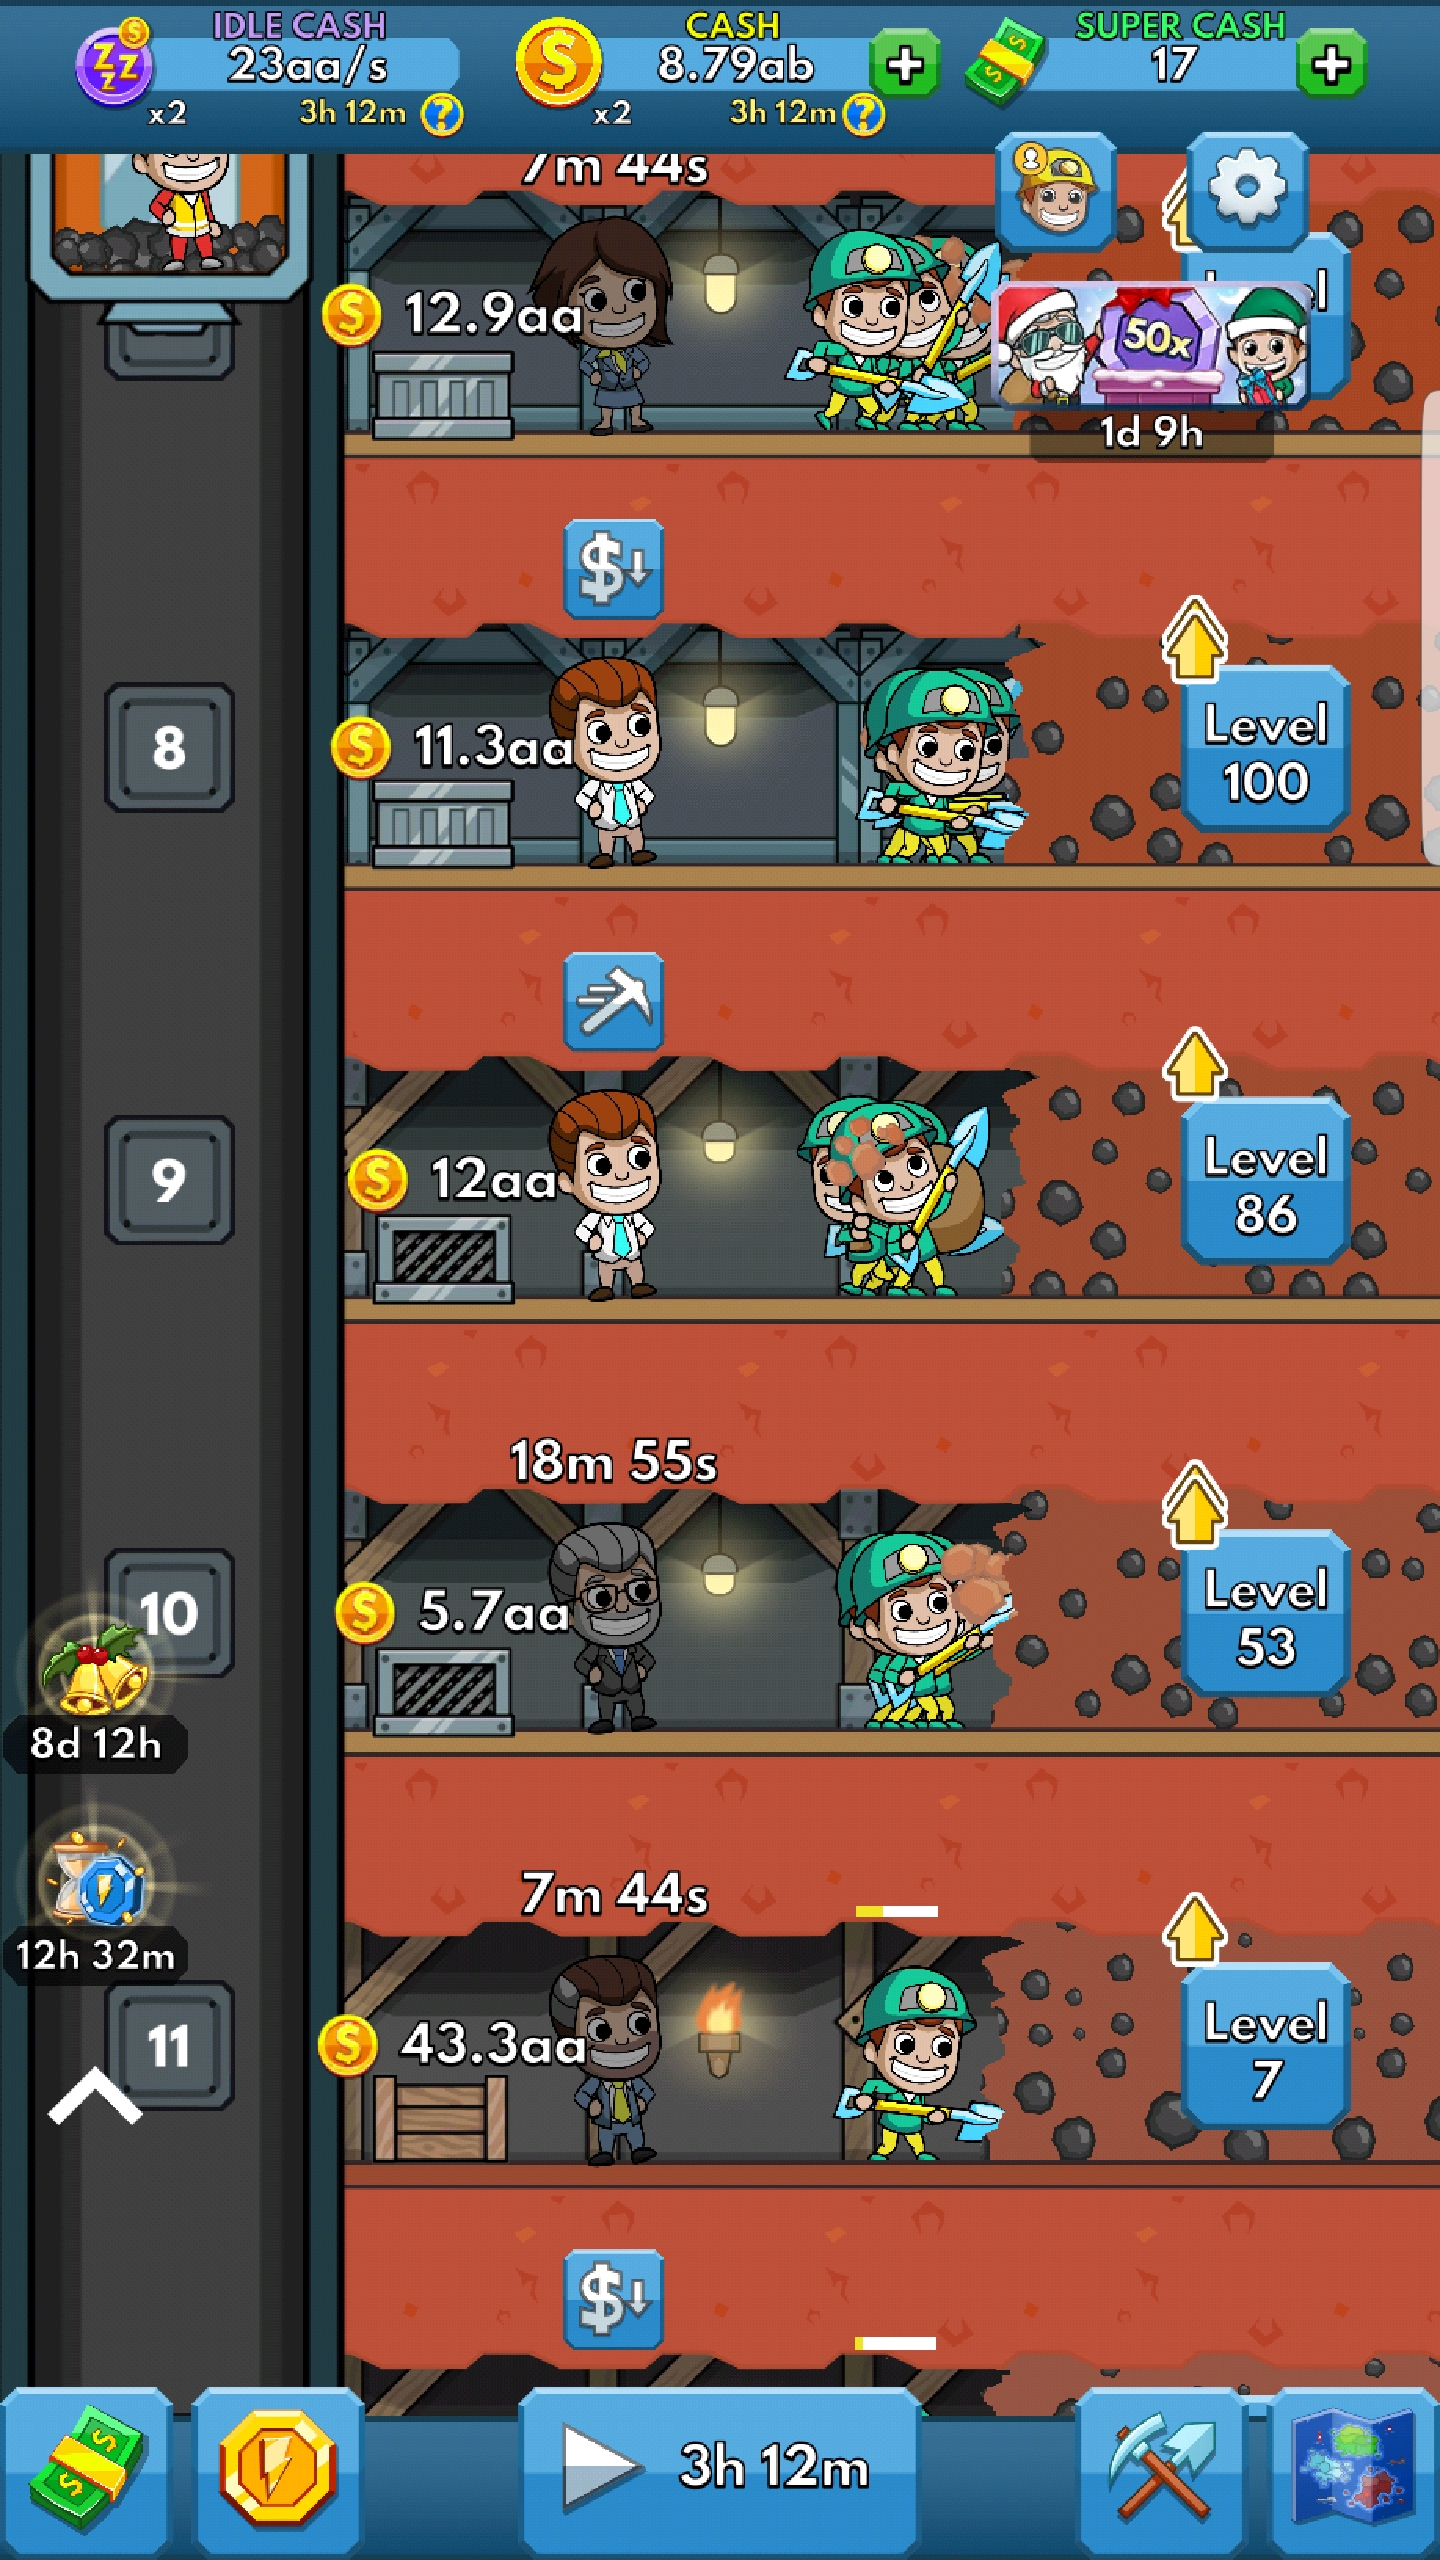 IDLE CASH
CASH
SUPER CASH
23aa/s
8.79ab
17
x2
3h 12m
?
x2
3h 12m
?
7m 44s
12.9aa
50x
1d 9h
8
11.3aa
Level
100
9
12aa
Level
86
18m 55s
10
5.7aa
Level
53
8d 12h
7m 44s
12h 32m
11
43.3aa
Level
7
3h 12m